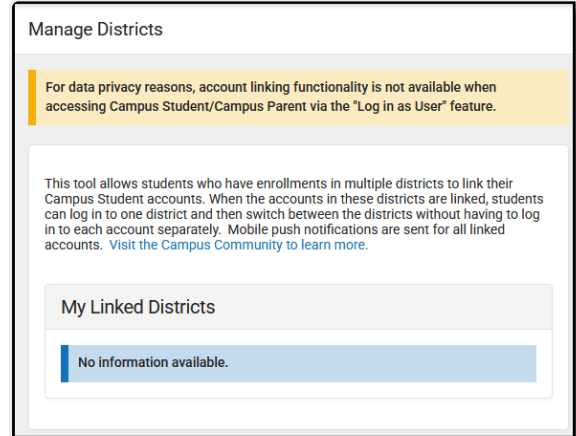 Manage Districts
For data privacy reasons, account linking functionality is not available when
accessing Campus Student/Campus Parent via the "Log in as User" feature.
This tool allows students who have enrollments in multiple districts to link their
Campus Student accounts. When the accounts in these districts are linked, students
can log in to one district and then switch between the districts without having to log
in to each account separately.  Mobile push notifications are sent for all linked
accounts.  Visit the Campus Community to learn more.
My Linked Districts
No information available.